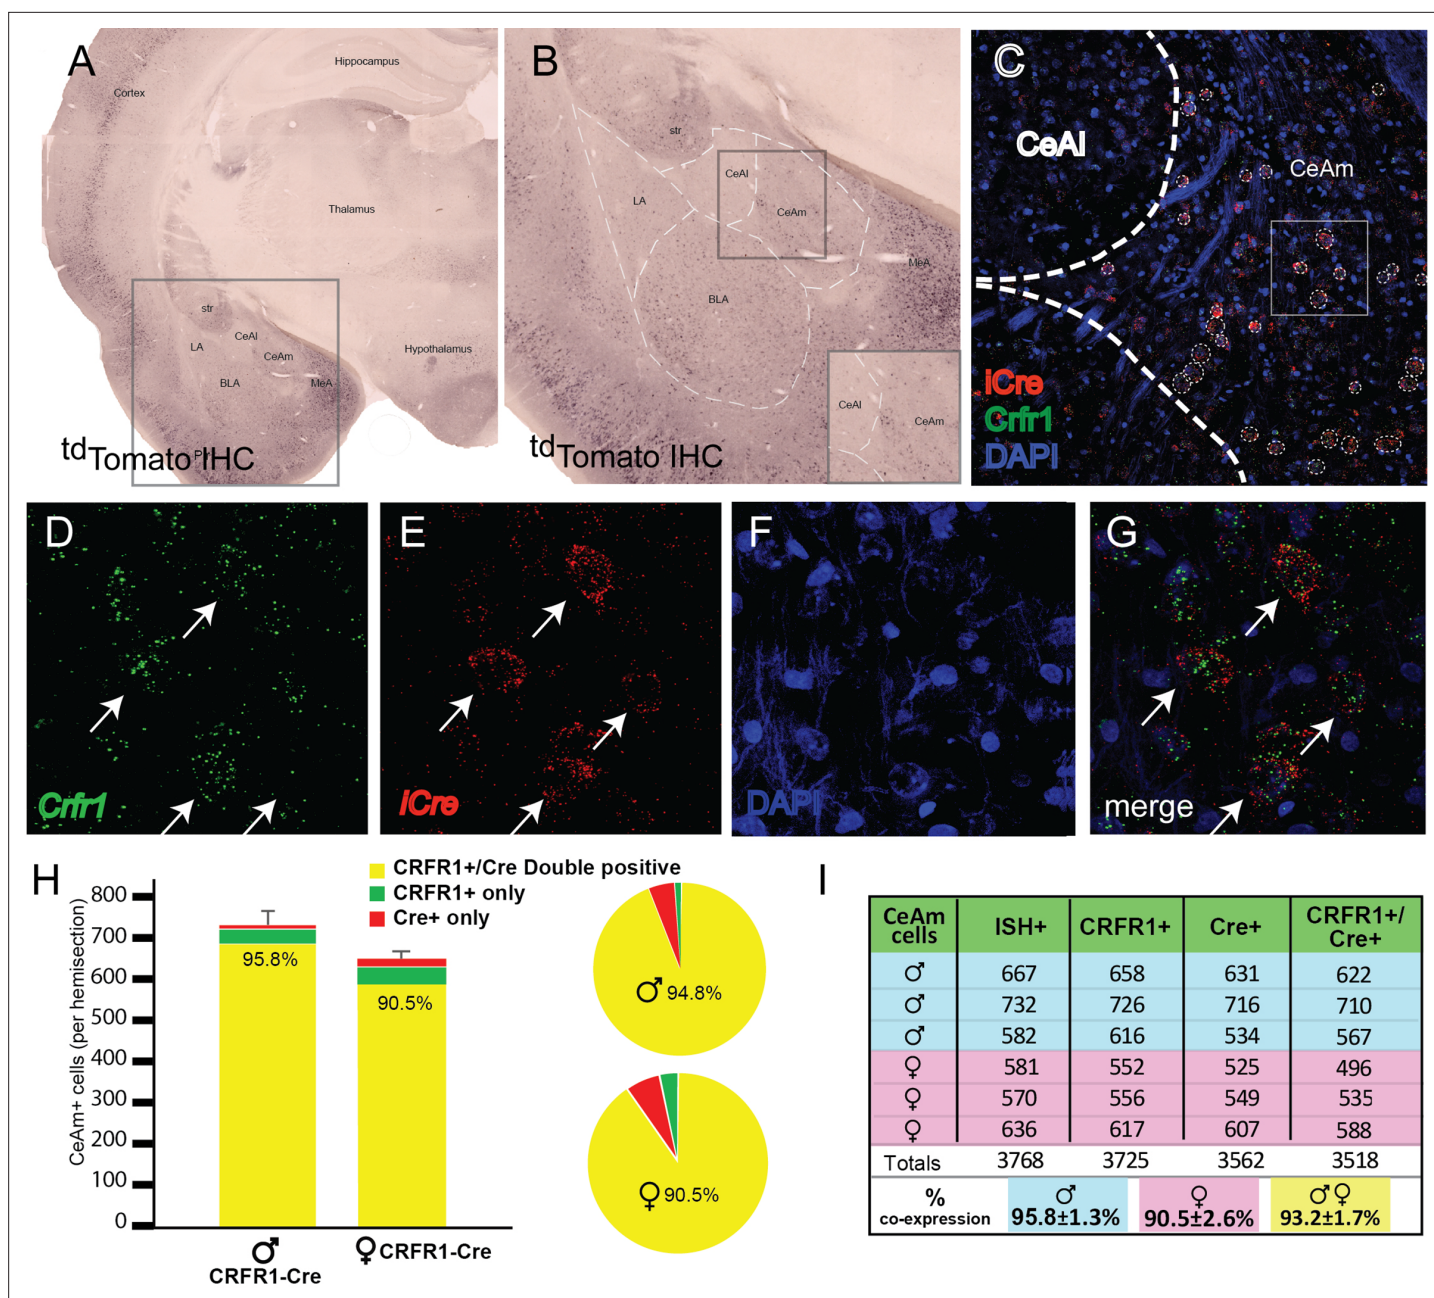 A
Hippocampus
Cortex
Thalamus
str
CeAl
LA
CeAm
BLA
MeA
Hypothalamus
tdTomato IHC
B
str
CeAl
LA
CeAm
MeA
BLA
CeAl
CeAm
tdTomato IHC
C
CeAl
CeAm
iCre
Crfr1
DAPI
D
Crfr1
E
iCre
F
DAPI
G
merge
H
CRFR1+/Cre Double positive
CRFR1+ only
Cre+ only
CeAm+ cells (per hemisection)
800
700
600
500
400
300
200
100
0
95.8%
90.5%
♂
CRFR1-Cre
♀ CRFR1-Cre
♂ 94.8%
♀ 90.5%
I
CeAm cells ISH+ CRFR1+ Cre+ CRFR1+/Cre+
♂ 667 658 631 622
♂ 732 726 716 710
♂ 582 616 534 567
♀ 581 552 525 496
♀ 570 556 549 535
♀ 636 617 607 588
Totals 3768 3725 3562 3518
% co-expression
♂ 95.8±1.3%
♀ 90.5±2.6%
♂♀ 93.2±1.7%